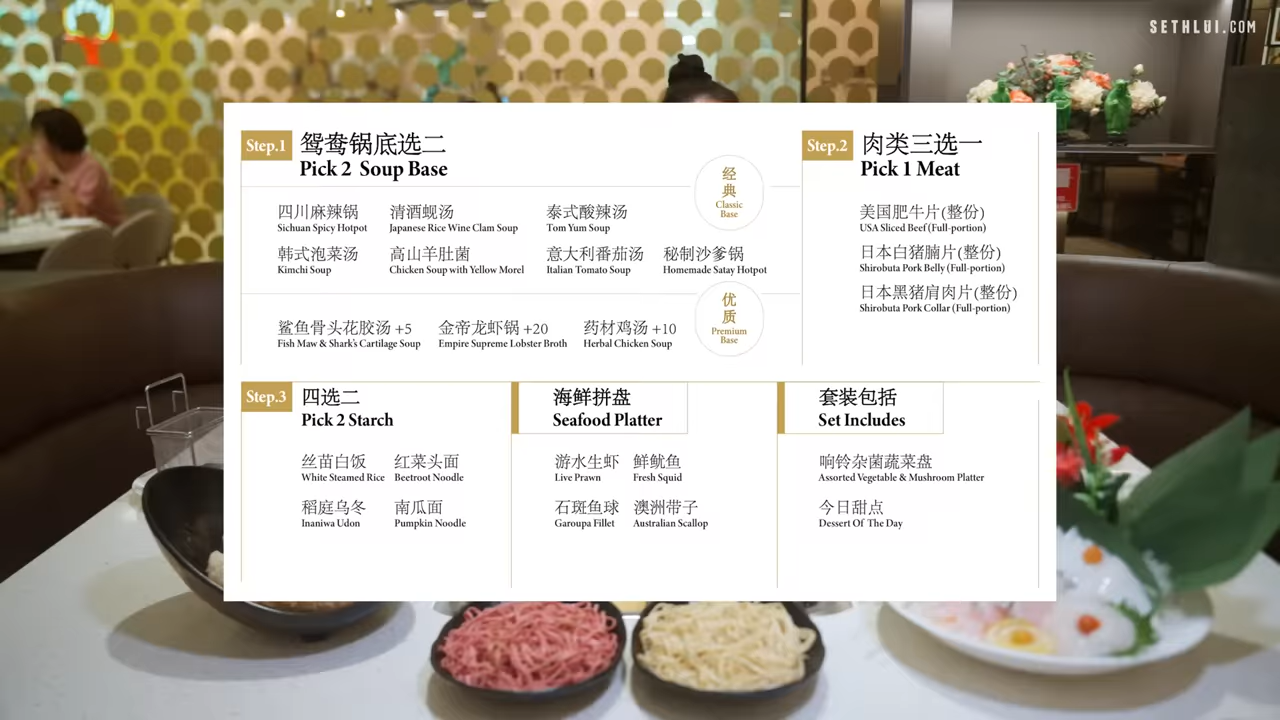 SETHLUI.COM
Step.1
鸳鸯锅底选二
Pick 2 Soup Base
经典
Classic Base
四川麻辣锅
Sichuan Spicy Hotpot
清酒蚬汤
Japanese Rice Wine Clam Soup
泰式酸辣汤
Tom Yum Soup
韩式泡菜汤
Kimchi Soup
高山羊肚菌
Chicken Soup with Yellow Morel
意大利番茄汤
Italian Tomato Soup
秘制沙爹锅
Homemade Satay Hotpot
优质
Premium Base
鲨鱼骨头花胶汤 +5
Fish Maw & Shark's Cartilage Soup
金帝龙虾锅 +20
Empire Supreme Lobster Broth
药材鸡汤 +10
Herbal Chicken Soup
Step.2
肉类三选一
Pick 1 Meat
美国肥牛片(整份)
USA Sliced Beef (Full-portion)
日本白猪腩片(整份)
Shirobuta Pork Belly (Full-portion)
日本黑猪肩肉片(整份)
Shirobuta Pork Collar (Full-portion)
Step.3
四选二
Pick 2 Starch
丝苗白饭
White Steamed Rice
红菜头面
Beetroot Noodle
稻庭乌冬
Inaniwa Udon
南瓜面
Pumpkin Noodle
海鲜拼盘
Seafood Platter
游水生虾
Live Prawn
鲜鱿鱼
Fresh Squid
石斑鱼球
Garoupa Fillet
澳洲带子
Australian Scallop
套装包括
Set Includes
响铃杂菌蔬菜盘
Assorted Vegetable & Mushroom Platter
今日甜点
Dessert Of The Day